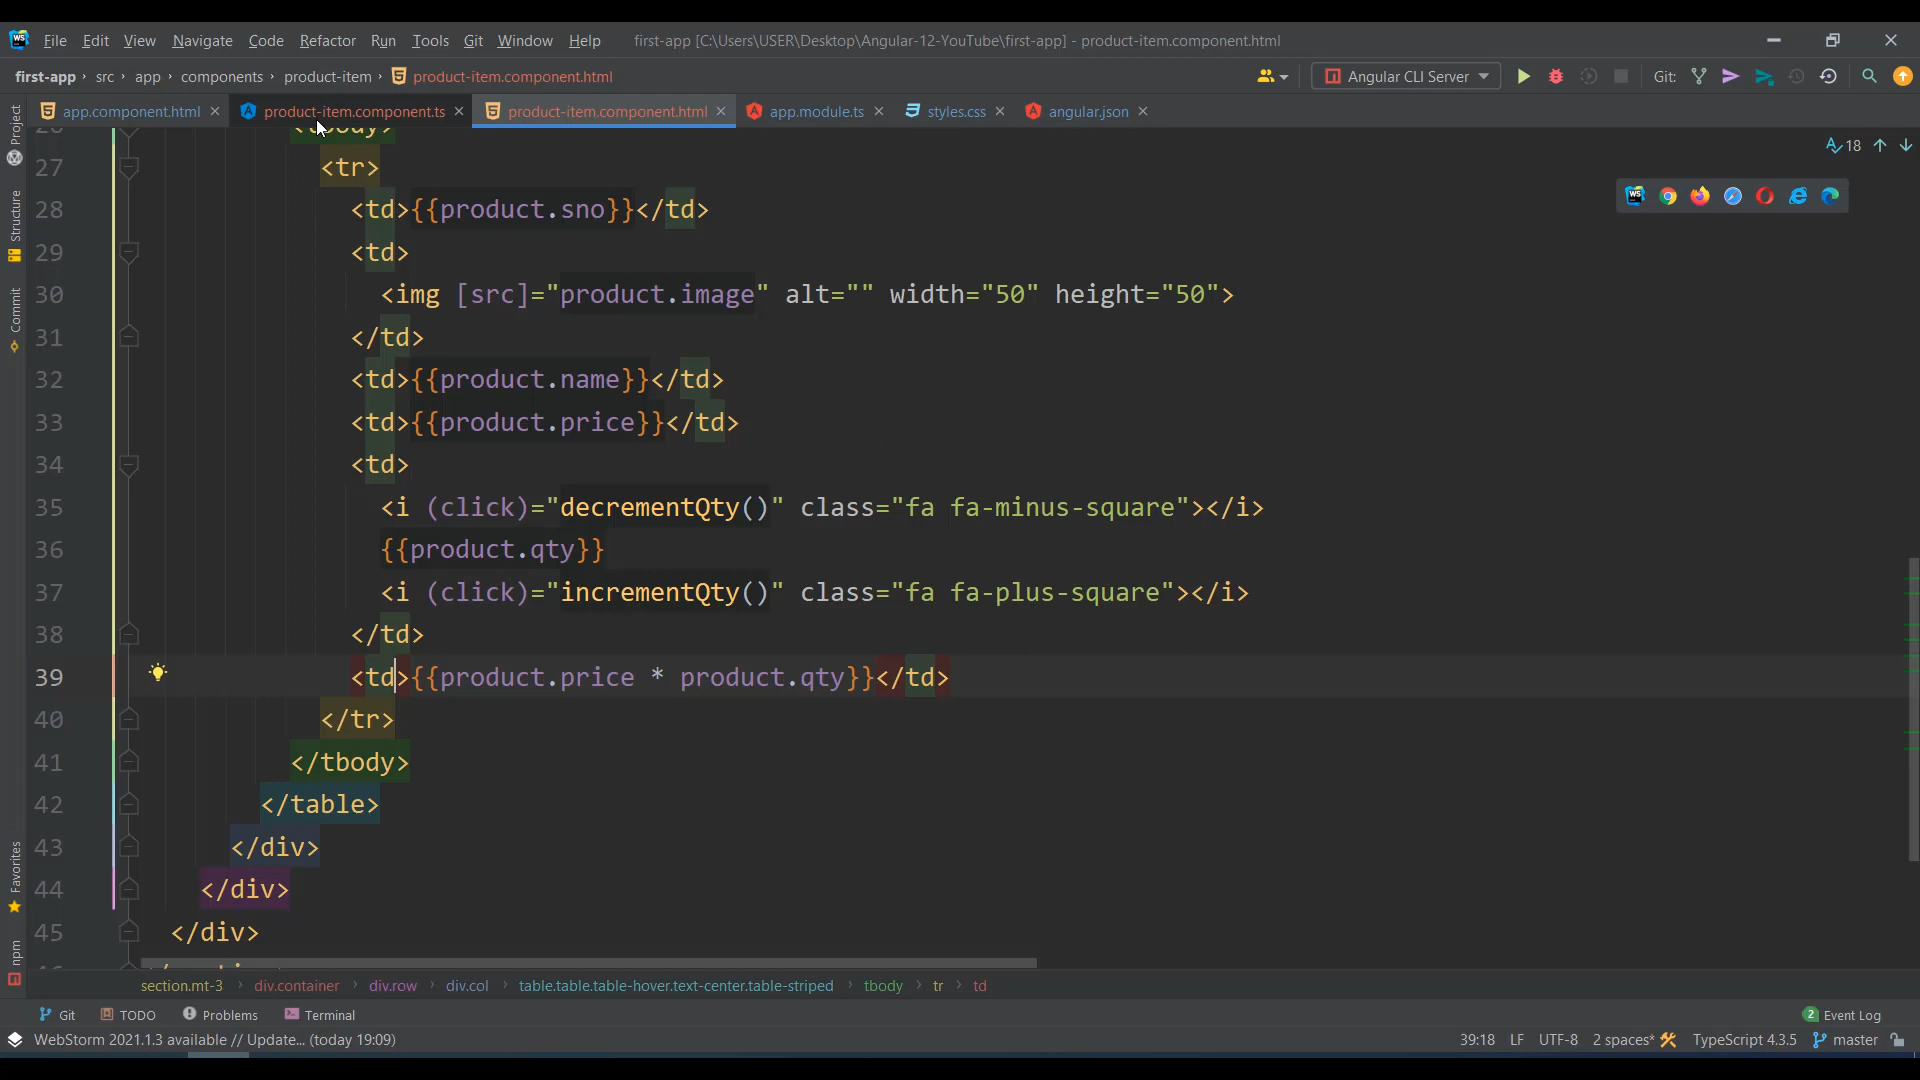 WS File Edit View Navigate Code Refactor Run Tools Git Window Help first-app [C:\Users\USER\Desktop\Angular-12-YouTube\first-app] - product-item.component.html
first-app › src › app › components › product-item › product-item.component.html Angular CLI Server Git:
app.component.html product-item.component.ts product-item.component.html app.module.ts styles.css angular.json
Project
Structure
Commit
Favorites
npm
18
<tbody>
27 <tr>
28 <td>{{product.sno}}</td>
29 <td>
30 <img [src]="product.image" alt="" width="50" height="50">
31 </td>
32 <td>{{product.name}}</td>
33 <td>{{product.price}}</td>
34 <td>
35 <i (click)="decrementQty()" class="fa fa-minus-square"></i>
36 {{product.qty}}
37 <i (click)="incrementQty()" class="fa fa-plus-square"></i>
38 </td>
39 <td>{{product.price * product.qty}}</td>
40 </tr>
41 </tbody>
42 </table>
43 </div>
44 </div>
45 </div>
section.mt-3 › div.container › div.row › div.col › table.table.table-hover.text-center.table-striped › tbody › tr › td
Git TODO Problems Terminal 2 Event Log
WebStorm 2021.1.3 available // Update... (today 19:09) 39:18 LF UTF-8 2 spaces* TypeScript 4.3.5 master